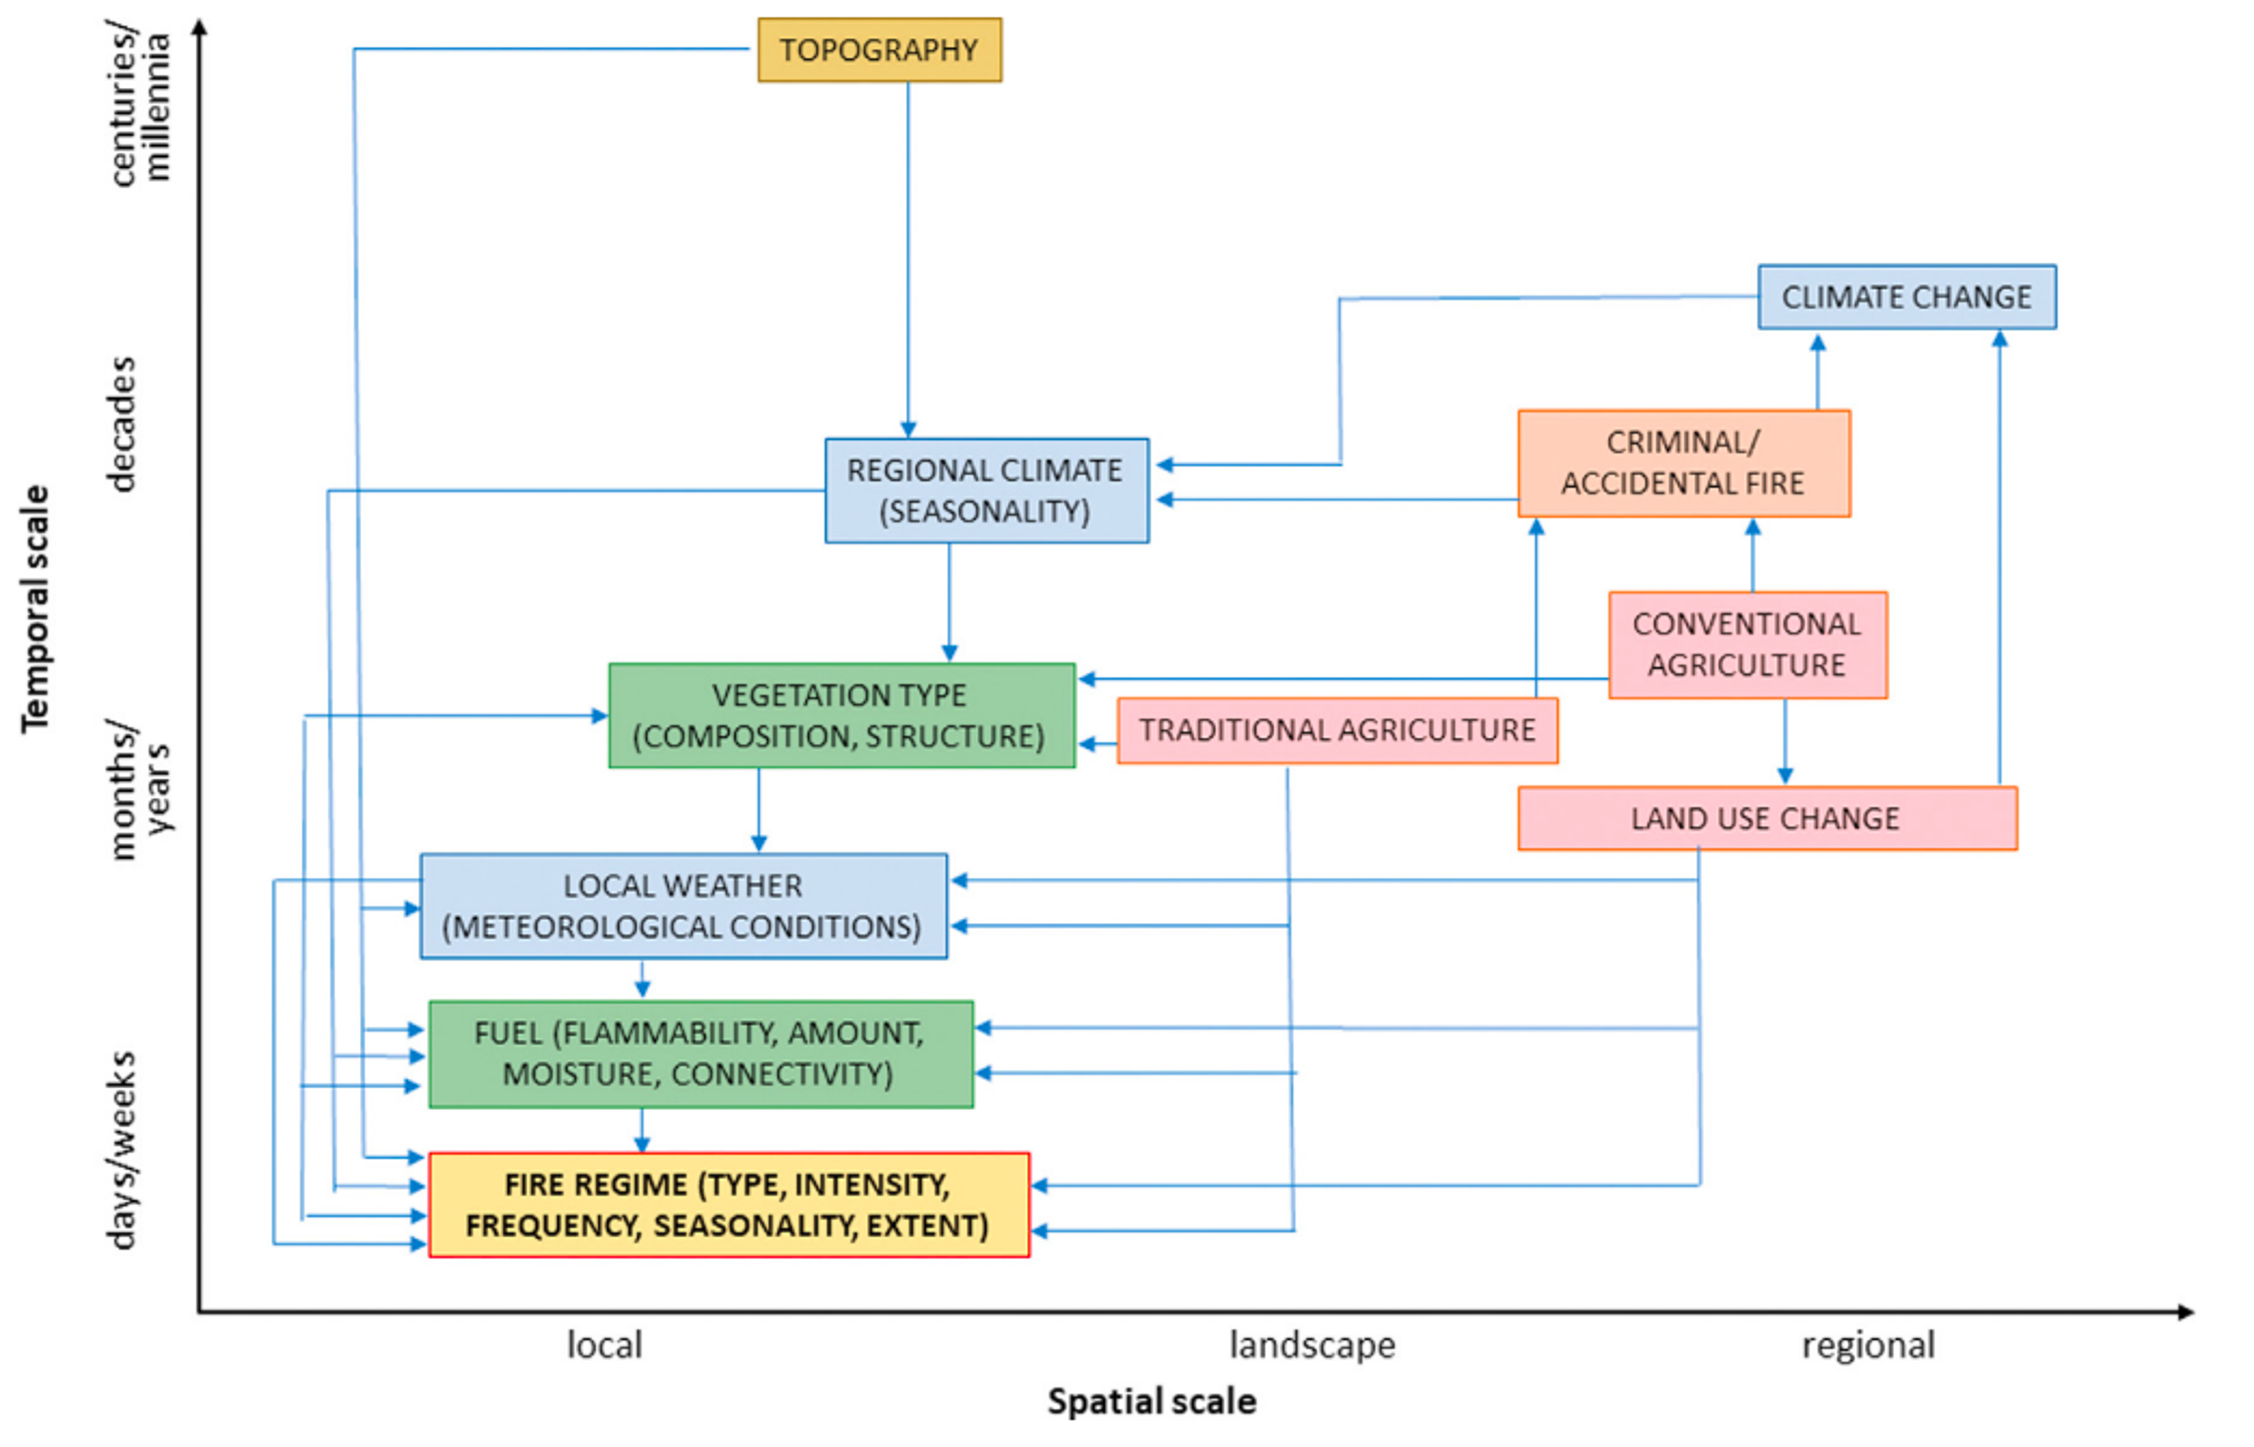 centuries/
millennia
TOPOGRAPHY
CLIMATE CHANGE
decades
CRIMINAL/
ACCIDENTAL FIRE
REGIONAL CLIMATE
(SEASONALITY)
Temporal scale
CONVENTIONAL
AGRICULTURE
VEGETATION TYPE
(COMPOSITION, STRUCTURE)
TRADITIONAL AGRICULTURE
months/
years
LAND USE CHANGE
LOCAL WEATHER
(METEOROLOGICAL CONDITIONS)
FUEL (FLAMMABILITY, AMOUNT,
MOISTURE, CONNECTIVITY)
days/weeks
FIRE REGIME (TYPE, INTENSITY,
FREQUENCY, SEASONALITY, EXTENT)
local
landscape
regional
Spatial scale